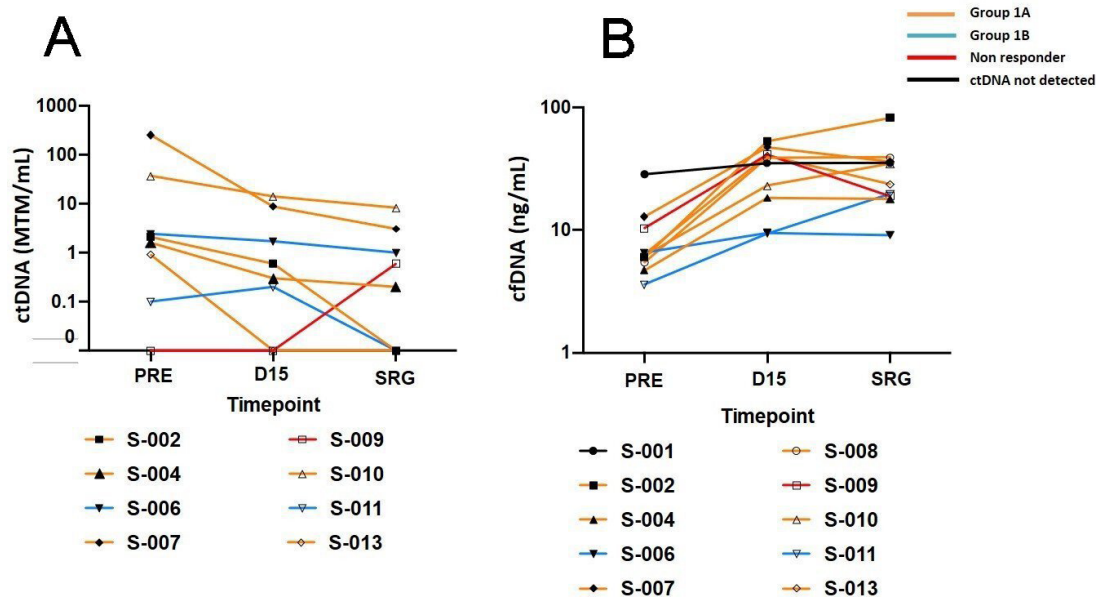 A
1000
100
10
1
0.1
0
ctDNA (MTM/mL)
PRE D15 SRG
Timepoint
S-002 S-009
S-004 S-010
S-006 S-011
S-007 S-013
B
Group 1A
Group 1B
Non responder
ctDNA not detected
100
10
1
cfDNA (ng/mL)
PRE D15 SRG
Timepoint
S-001 S-008
S-002 S-009
S-004 S-010
S-006 S-011
S-007 S-013